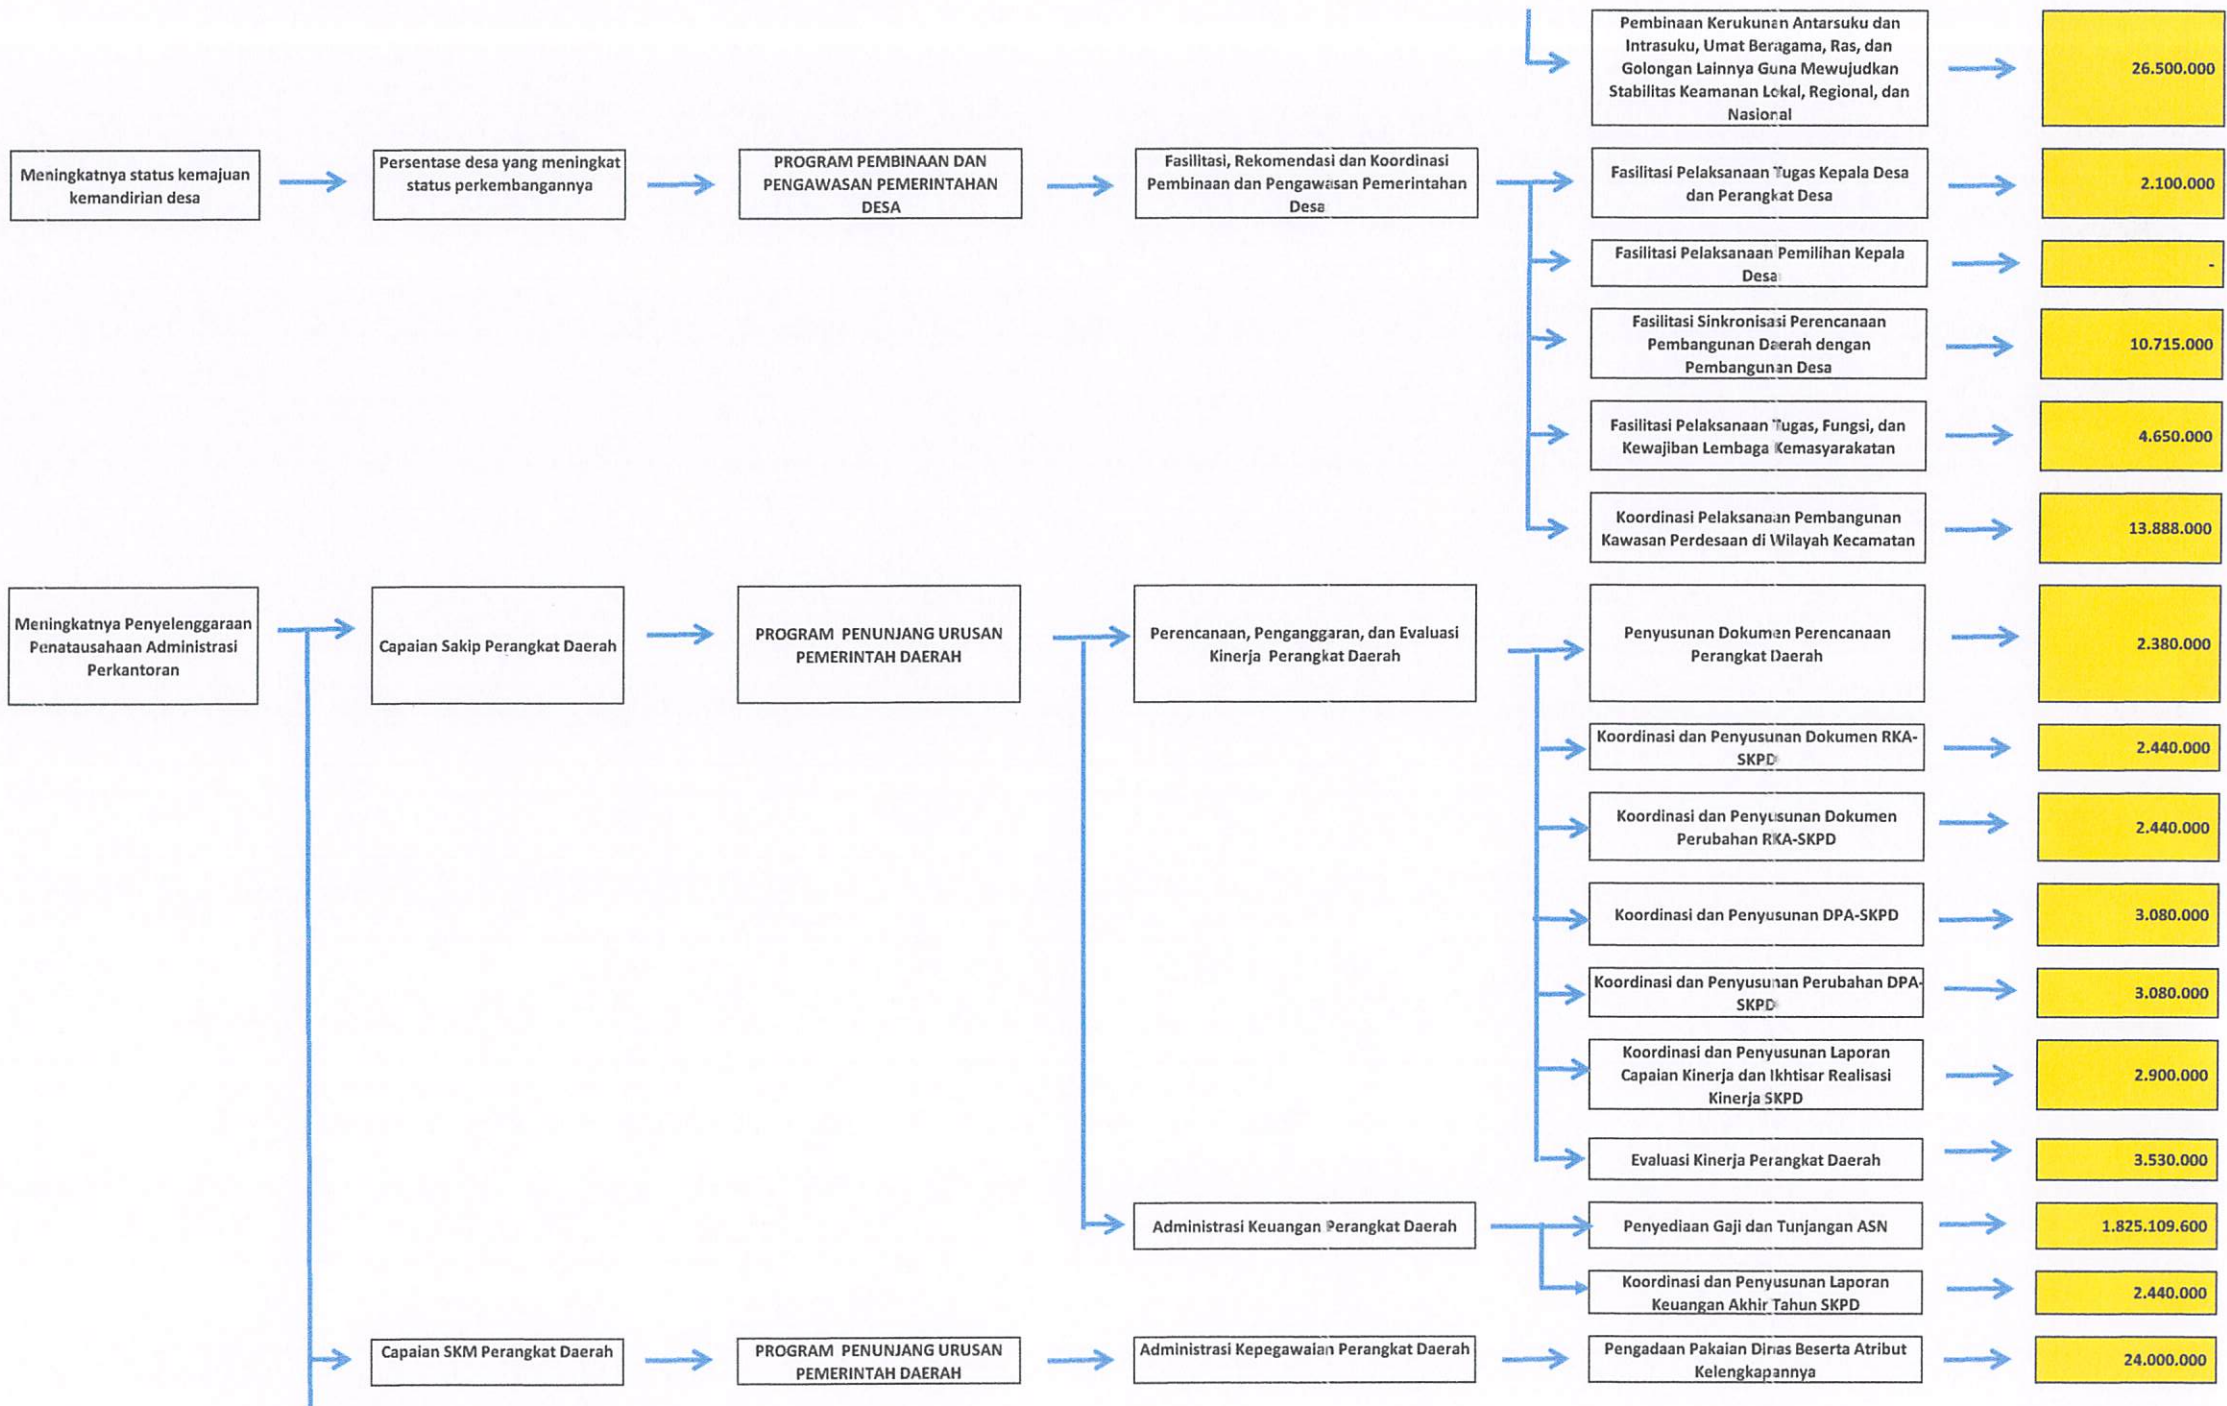 Pembinaan Kerukunan Antarsuku dan
Intrasuku, Umat Beragama, Ras, dan
Golongan Lainnya Guna Mewujudkan
Stabilitas Keamanan Lokal, Regional, dan
Nasional
26.500.000
Meningkatnya status kemajuan
kemandirian desa
Persentase desa yang meningkat
status perkembangannya
PROGRAM PEMBINAAN DAN
PENGAWASAN PEMERINTAHAN
DESA
Fasilitasi, Rekomendasi dan Koordinasi
Pembinaan dan Pengawasan Pemerintahan
Desa
Fasilitasi Pelaksanaan Tugas Kepala Desa
dan Perangkat Desa
2.100.000
Fasilitasi Pelaksanaan Pemilihan Kepala
Desa
-
Fasilitasi Sinkronisasi Perencanaan
Pembangunan Daerah dengan
Pembangunan Desa
10.715.000
Fasilitasi Pelaksanaan Tugas, Fungsi, dan
Kewajiban Lembaga Kemasyarakatan
4.650.000
Koordinasi Pelaksanaan Pembangunan
Kawasan Perdesaan di Wilayah Kecamatan
13.888.000
Meningkatnya Penyelenggaraan
Penatausahaan Administrasi
Perkantoran
Capaian Sakip Perangkat Daerah
PROGRAM PENUNJANG URUSAN
PEMERINTAH DAERAH
Perencanaan, Penganggaran, dan Evaluasi
Kinerja Perangkat Daerah
Penyusunan Dokumen Perencanaan
Perangkat Daerah
2.380.000
Koordinasi dan Penyusunan Dokumen RKA-
SKPD
2.440.000
Koordinasi dan Penyusunan Dokumen
Perubahan RKA-SKPD
2.440.000
Koordinasi dan Penyusunan DPA-SKPD
3.080.000
Koordinasi dan Penyusunan Perubahan DPA-
SKPD
3.080.000
Koordinasi dan Penyusunan Laporan
Capaian Kinerja dan Ikhtisar Realisasi
Kinerja SKPD
2.900.000
Evaluasi Kinerja Perangkat Daerah
3.530.000
Administrasi Keuangan Perangkat Daerah
Penyediaan Gaji dan Tunjangan ASN
1.825.109.600
Koordinasi dan Penyusunan Laporan
Keuangan Akhir Tahun SKPD
2.440.000
Capaian SKM Perangkat Daerah
PROGRAM PENUNJANG URUSAN
PEMERINTAH DAERAH
Administrasi Kepegawaian Perangkat Daerah
Pengadaan Pakaian Dinas Beserta Atribut
Kelengkapannya
24.000.000